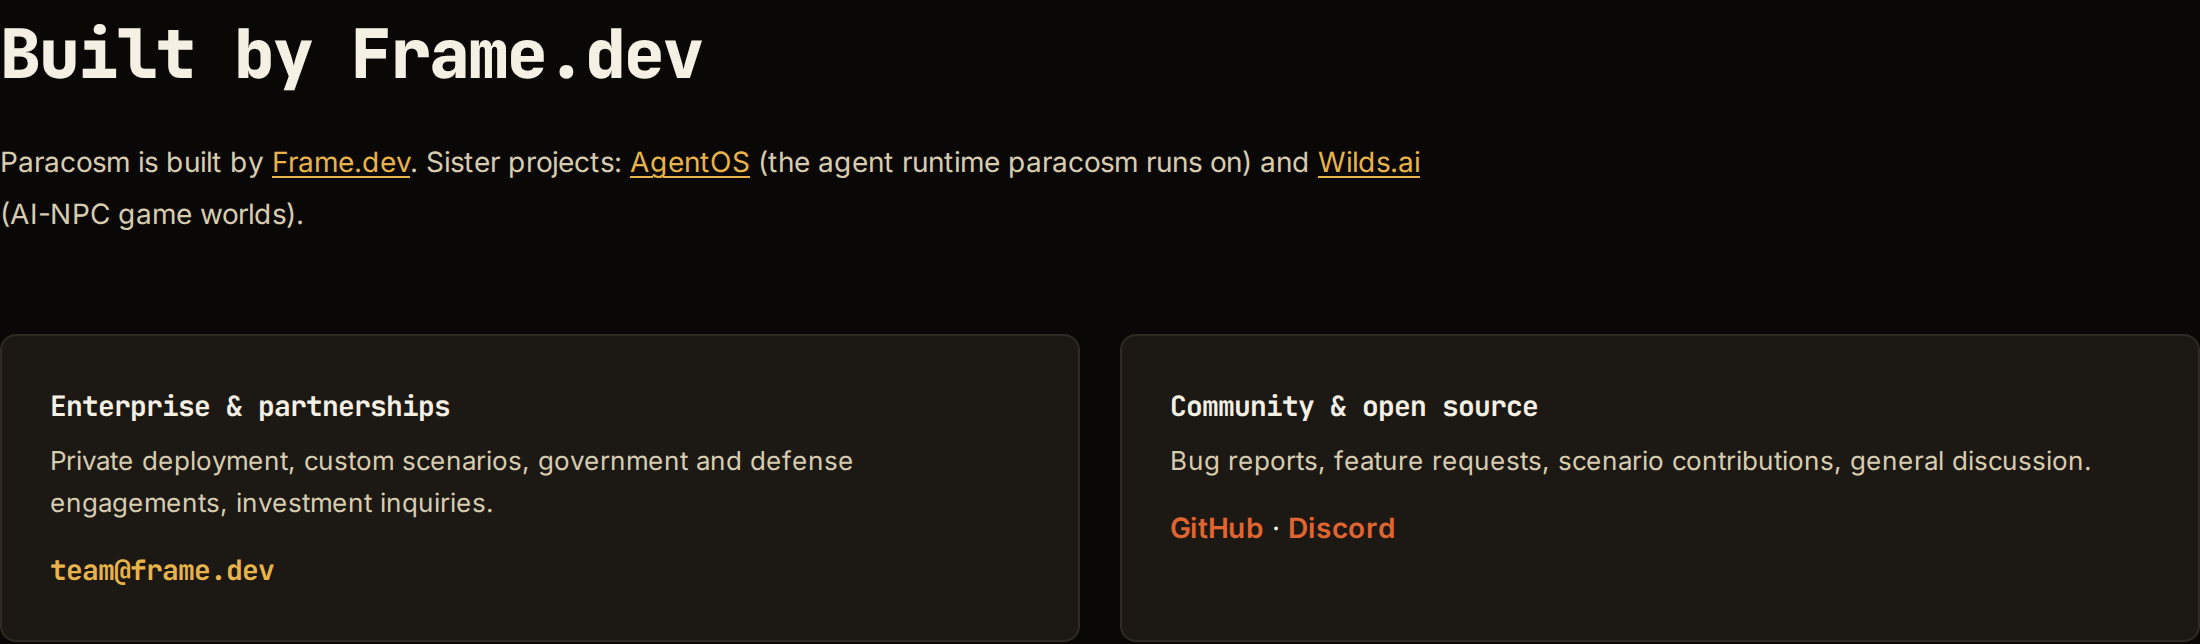 Built by Frame.dev
Paracosm is built by Frame.dev. Sister projects: AgentOS (the agent runtime paracosm runs on) and Wilds.ai
(AI-NPC game worlds).
Enterprise & partnerships
Private deployment, custom scenarios, government and defense
engagements, investment inquiries.
team@frame.dev
Community & open source
Bug reports, feature requests, scenario contributions, general discussion.
GitHub · Discord